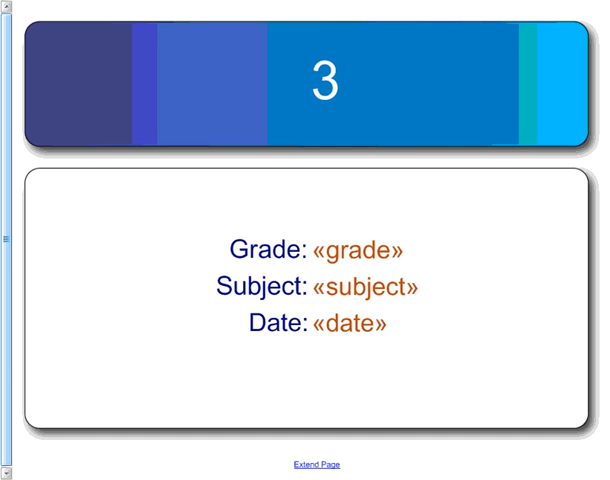 3
Grade: «grade»
Subject: «subject»
Date: «date»
Extend Page